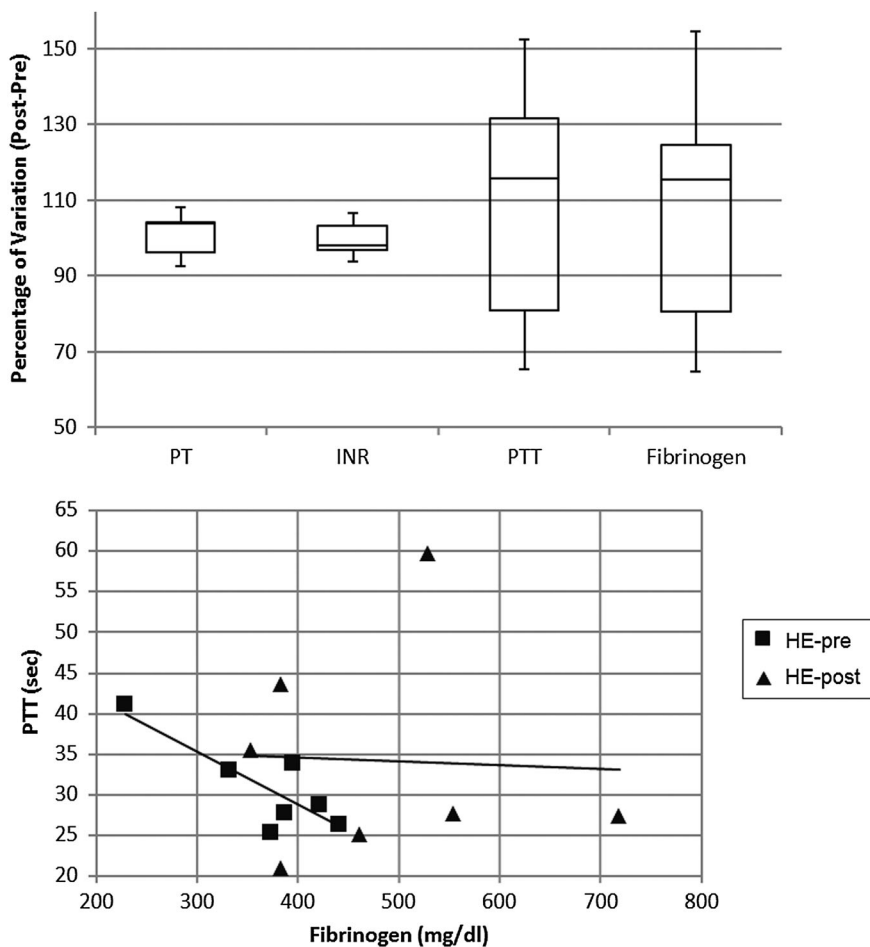 Percentage of Variation (Post-Pre)
150
130
110
90
70
50
PT INR PTT Fibrinogen
PTT (sec)
65
60
55
50
45
40
35
30
25
20
200 300 400 500 600 700 800
Fibrinogen (mg/dl)
HE-pre
HE-post